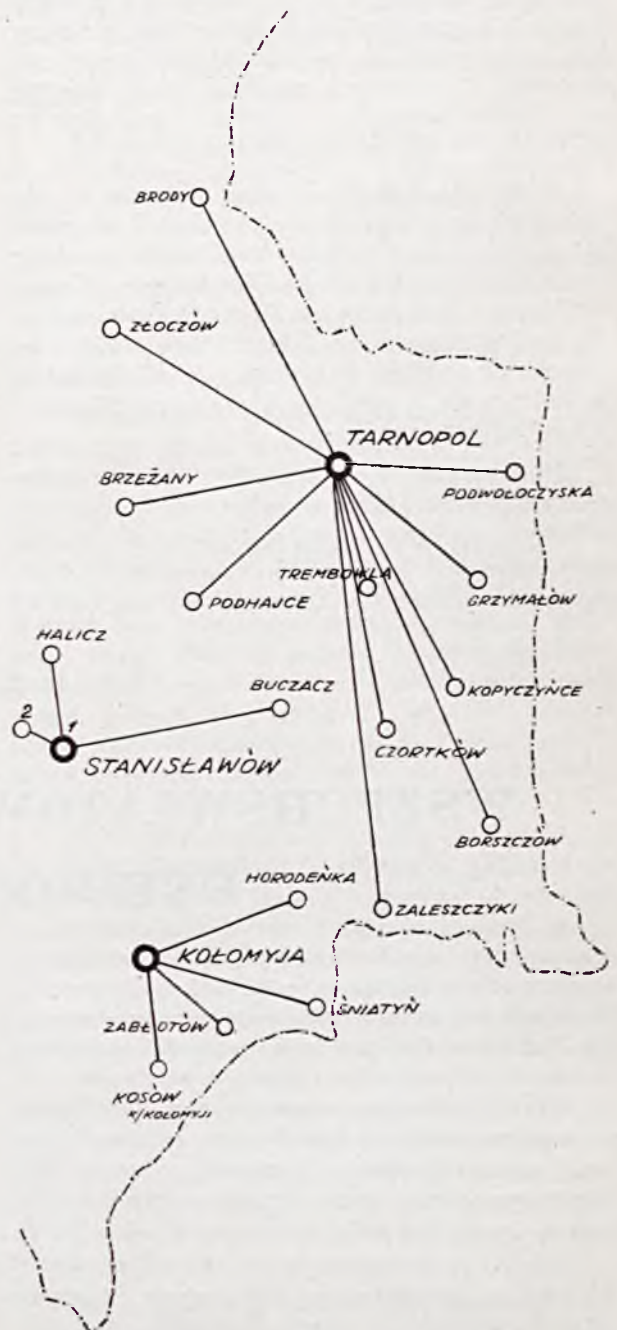 BRODY
ZŁOCZÓW
TARNOPOL
BRZEŻANY
PODWOŁOCZYSKA
TREMBOWLA
GRZYMAŁÓW
PODHAJCE
HALICZ
BUCZACZ
KOPYCZYŃCE
2
1
CZORTKÓW
STANISŁAWÓW
BORSZCZÓW
HORODEŃKA
ZALESZCZYKI
KOŁOMYJA
ŚNIATYŃ
ZABŁOTÓW
KOSÓW
K/KOŁOMYJI